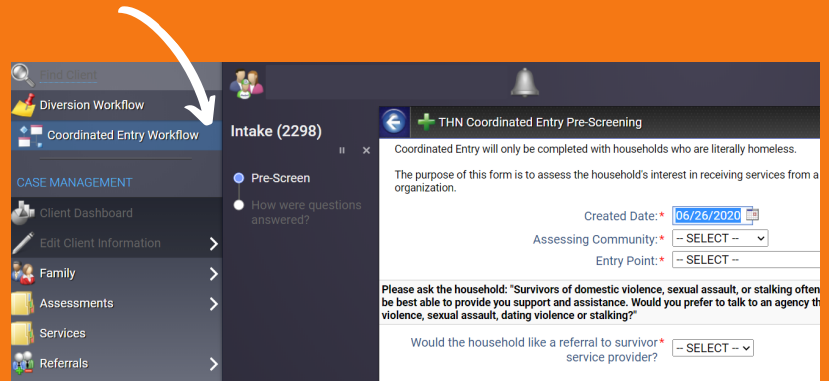 Find Client
Diversion Workflow
Coordinated Entry Workflow
CASE MANAGEMENT
Client Dashboard
Edit Client Information
Family
Assessments
Services
Referrals
Intake (2298)
Pre-Screen
How were questions
answered?
THN Coordinated Entry Pre-Screening
Coordinated Entry will only be completed with households who are literally homeless.
The purpose of this form is to assess the household's interest in receiving services from a
organization.
Created Date:* 06/26/2020
Assessing Community:* -- SELECT --
Entry Point:* -- SELECT --
Please ask the household: "Survivors of domestic violence, sexual assault, or stalking often
be best able to provide you support and assistance. Would you prefer to talk to an agency th
violence, sexual assault, dating violence or stalking?"
Would the household like a referral to survivor* -- SELECT --
service provider?